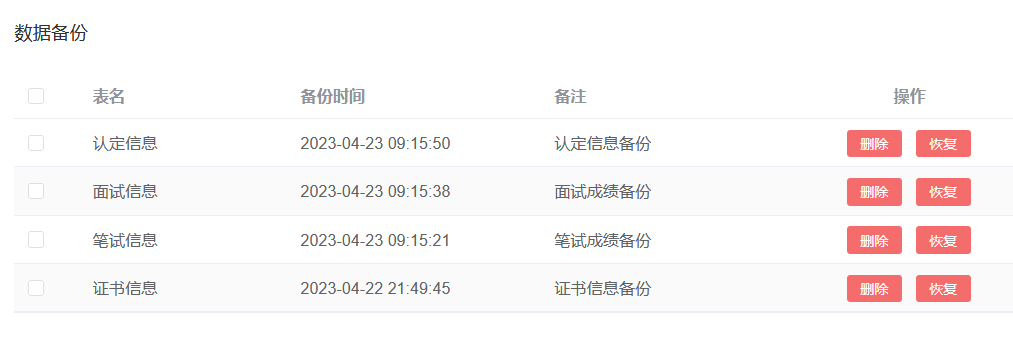 数据备份
表名 备份时间 备注 操作
认定信息 2023-04-23 09:15:50 认定信息备份 删除 恢复
面试信息 2023-04-23 09:15:38 面试成绩备份 删除 恢复
笔试信息 2023-04-23 09:15:21 笔试成绩备份 删除 恢复
证书信息 2023-04-22 21:49:45 证书信息备份 删除 恢复